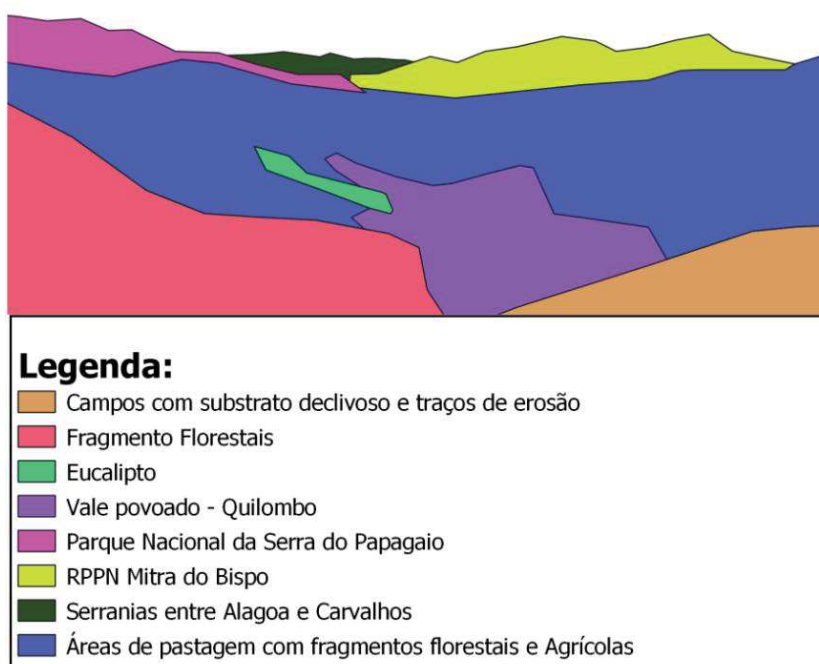 Legenda:
Campos com substrato declivoso e traços de erosão
Fragmento Florestais
Eucalipto
Vale povoado - Quilombo
Parque Nacional da Serra do Papagaio
RPPN Mitra do Bispo
Serranias entre Alagoa e Carvalhos
Áreas de pastagem com fragmentos florestais e Agrícolas